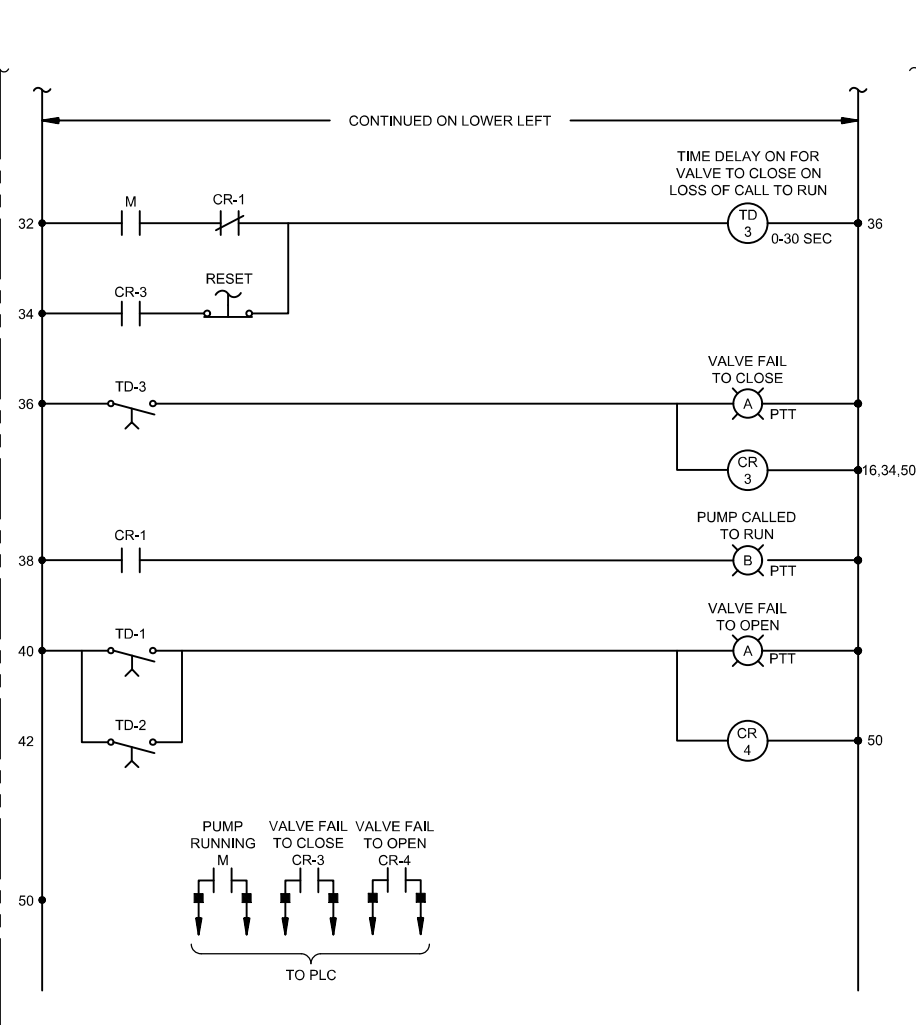 CONTINUED ON LOWER LEFT
TIME DELAY ON FOR
VALVE TO CLOSE ON
LOSS OF CALL TO RUN
32
M
CR-1
TD
3
0-30 SEC
36
34
CR-3
RESET
VALVE FAIL
TO CLOSE
36
TD-3
A
PTT
CR
3
16,34,50
PUMP CALLED
TO RUN
38
CR-1
B
PTT
VALVE FAIL
TO OPEN
40
TD-1
A
PTT
42
TD-2
CR
4
50
PUMP
RUNNING
M
VALVE FAIL
TO CLOSE
CR-3
VALVE FAIL
TO OPEN
CR-4
50
TO PLC